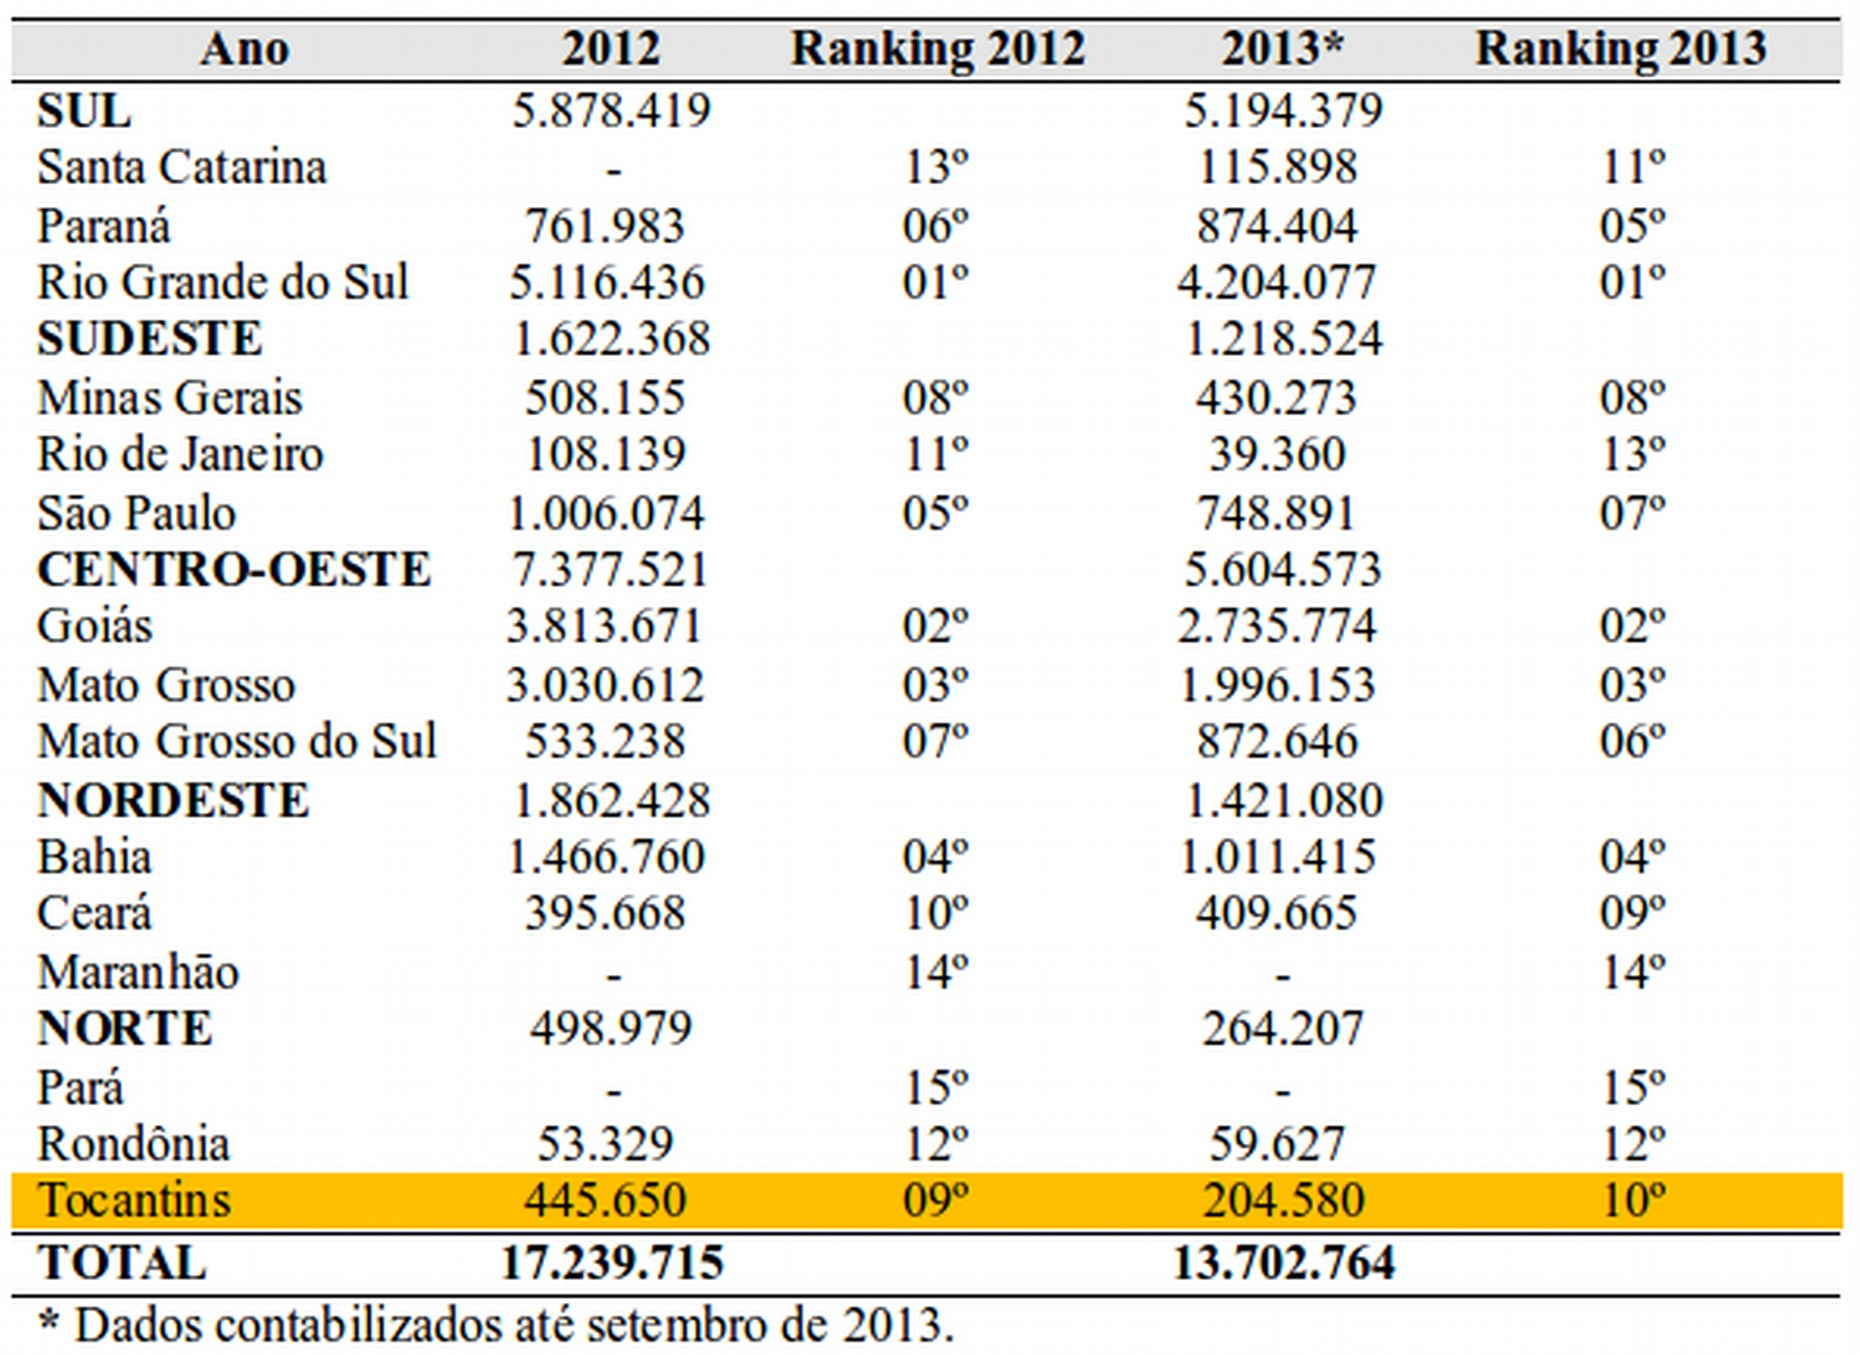 Ano 2012 Ranking 2012 2013* Ranking 2013
SUL 5.878.419 5.194.379
Santa Catarina - 13º 115.898 11º
Paraná 761.983 06º 874.404 05º
Rio Grande do Sul 5.116.436 01º 4.204.077 01º
SUDESTE 1.622.368 1.218.524
Minas Gerais 508.155 08º 430.273 08º
Rio de Janeiro 108.139 11º 39.360 13º
São Paulo 1.006.074 05º 748.891 07º
CENTRO-OESTE 7.377.521 5.604.573
Goiás 3.813.671 02º 2.735.774 02º
Mato Grosso 3.030.612 03º 1.996.153 03º
Mato Grosso do Sul 533.238 07º 872.646 06º
NORDESTE 1.862.428 1.421.080
Bahia 1.466.760 04º 1.011.415 04º
Ceará 395.668 10º 409.665 09º
Maranhão - 14º - 14º
NORTE 498.979 264.207
Pará - 15º - 15º
Rondônia 53.329 12º 59.627 12º
Tocantins 445.650 09º 204.580 10º
TOTAL 17.239.715 13.702.764
* Dados contabilizados até setembro de 2013.